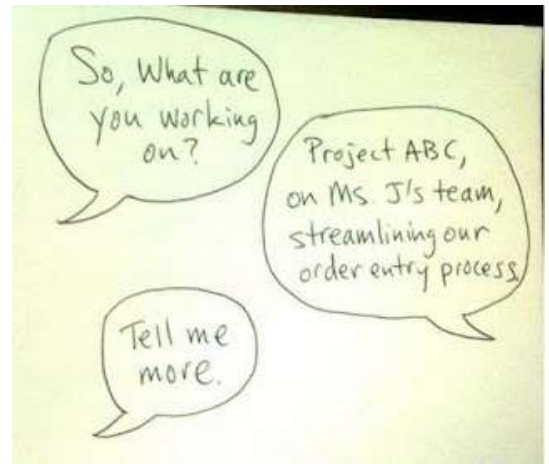 So, What are
you working
on?
Project ABC,
on Ms. J's team,
streamlining our
order entry process.
Tell me
more.